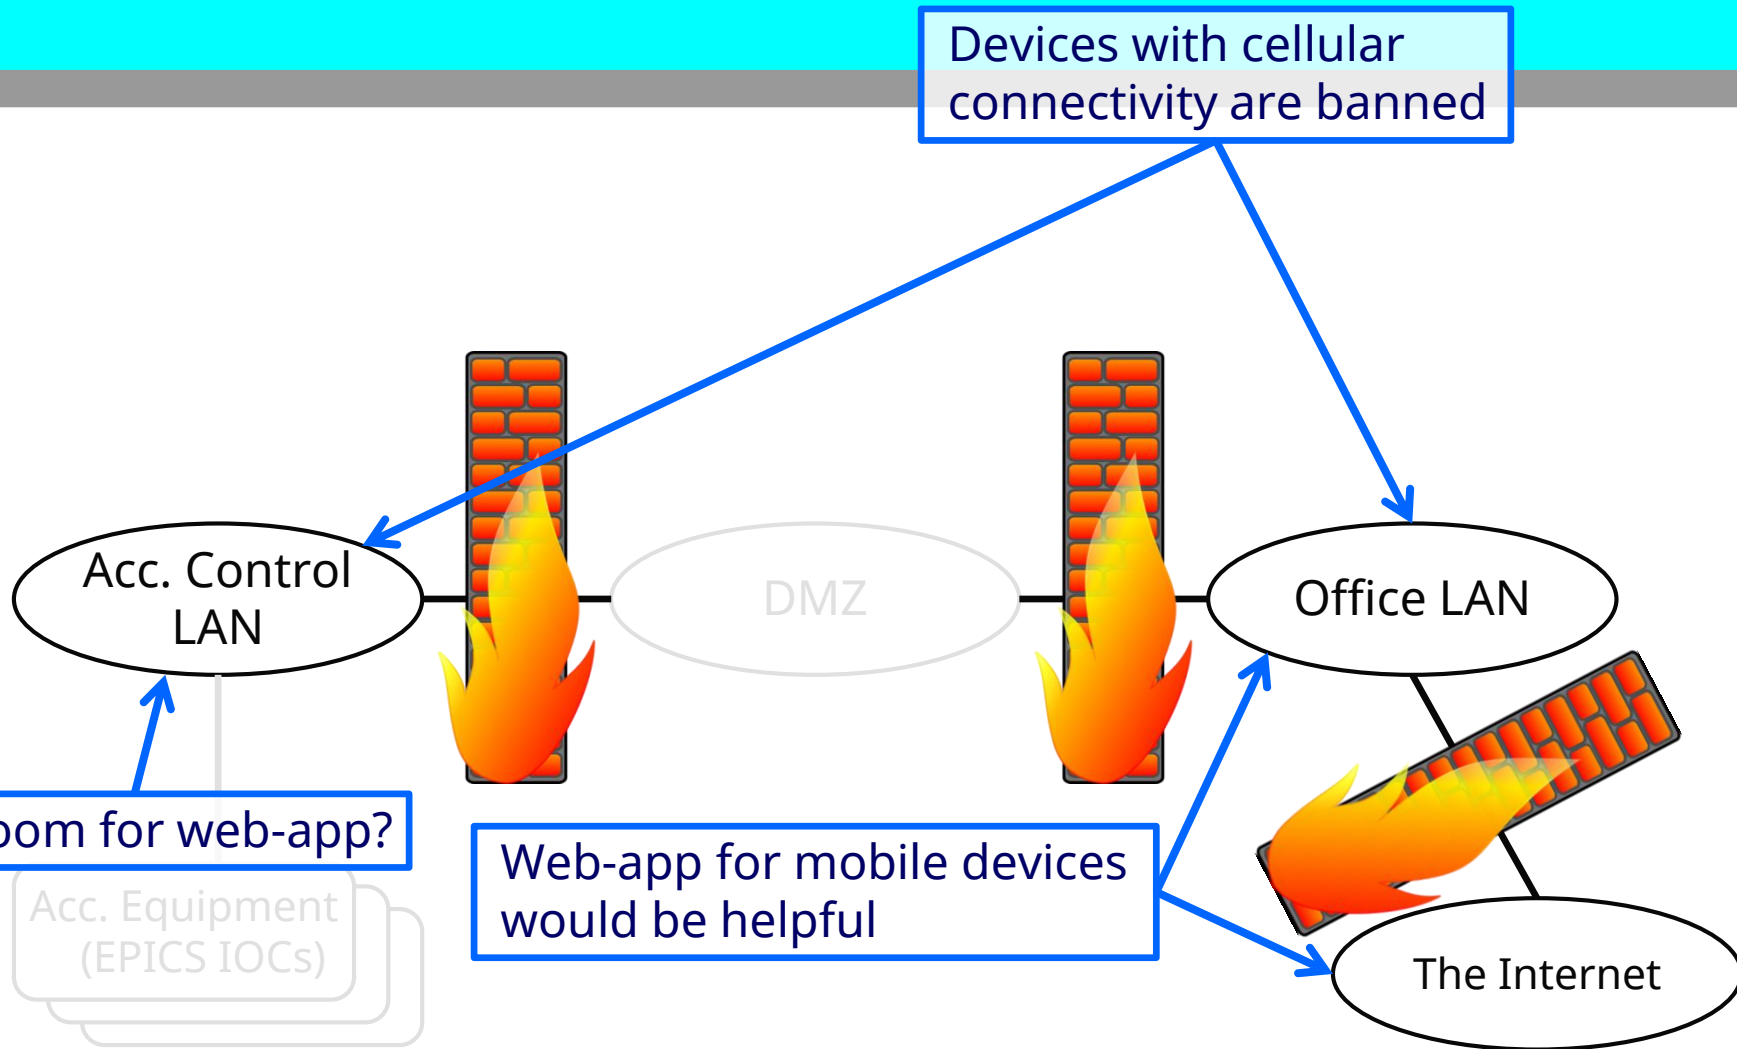 Devices with cellular
connectivity are banned
Acc. Control
LAN
DMZ
Office LAN
for web-app?
Web-app for mobile devices
would be helpful
Acc. Equipment
(EPICS IOCs)
The Internet